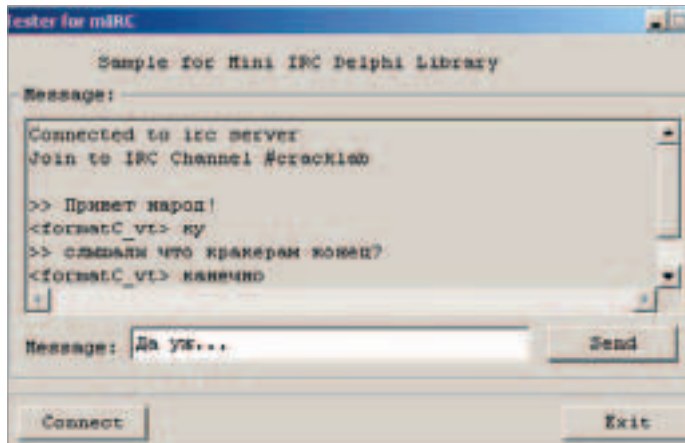 Tester for mIRC
Sample for Mini IRC Delphi Library
Message:
Connected to irc server
Join to IRC Channel #cracklab
>> Привет народ!
<formatC_vt> ку
>> слышали что кракерам конец?
<formatC_vt> канечно
Message: Да уж... Send
Connect Exit